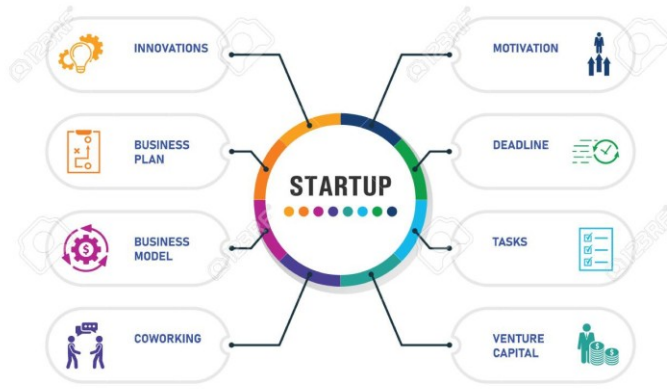 INNOVATIONS
BUSINESS
PLAN
BUSINESS
MODEL
COWORKING
STARTUP
MOTIVATION
DEADLINE
TASKS
VENTURE
CAPITAL